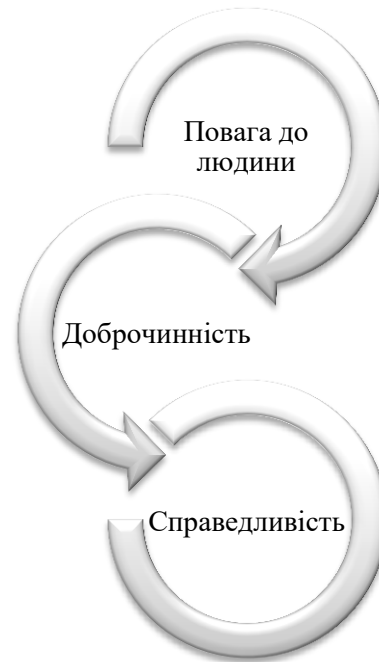 Повага до
людини
Доброчинність
Справедливість